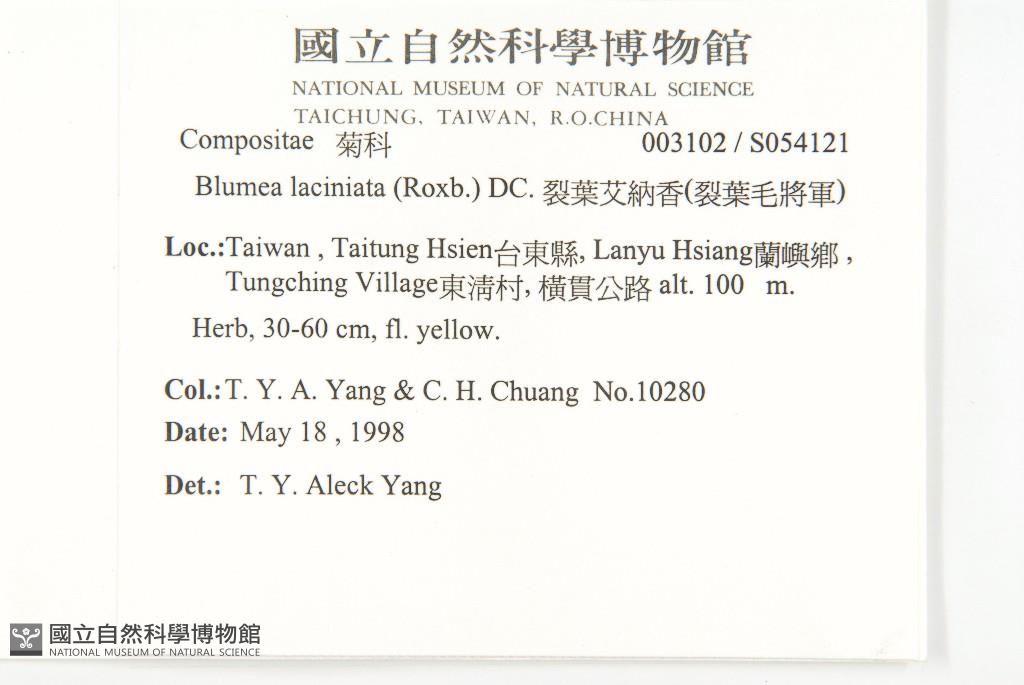 國立自然科學博物館
NATIONAL MUSEUM OF NATURAL SCIENCE
TAICHUNG, TAIWAN, R.O.CHINA
Compositae 菊科 003102 / S054121
Blumea laciniata (Roxb.) DC. 裂葉艾納香(裂葉毛將軍)
Loc.:Taiwan , Taitung Hsien台東縣, Lanyu Hsiang蘭嶼鄉 ,
Tungching Village東淸村, 橫貫公路 alt. 100 m.
Herb, 30-60 cm, fl. yellow.
Col.:T. Y. A. Yang & C. H. Chuang No.10280
Date: May 18 , 1998
Det.: T. Y. Aleck Yang
國立自然科學博物館
NATIONAL MUSEUM OF NATURAL SCIENCE